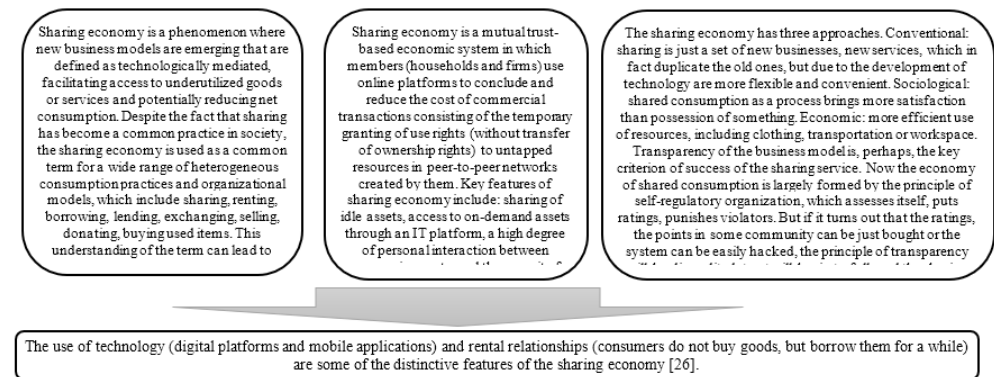 Sharing economy is a phenomenon where
new business models are emerging that are
defined as technologically mediated,
facilitating access to underutilized goods
or services and potentially reducing net
consumption. Despite the fact that sharing
has become a common practice in society,
the sharing economy is used as a common
term for a wide range of heterogeneous
consumption practices and organizational
models, which include sharing, renting,
borrowing, lending, exchanging, selling,
donating, buying used items. This
understanding of the term can lead to
Sharing economy is a mutual trust-
based economic system in which
members (households and firms) use
online platforms to conclude and
reduce the cost of commercial
transactions consisting of the temporary
granting of use rights (without transfer
of ownership rights) to untapped
resources in peer-to-peer networks
created by them. Key features of
sharing economy include: sharing of
idle assets, access to on-demand assets
through an IT platform, a high degree
of personal interaction between
The sharing economy has three approaches. Conventional:
sharing is just a set of new businesses, new services, which in
fact duplicate the old ones, but due to the development of
technology are more flexible and convenient. Sociological:
shared consumption as a process brings more satisfaction
than possession of something. Economic: more efficient use
of resources, including clothing, transportation or workspace.
Transparency of the business model is, perhaps, the key
criterion of success of the sharing service. Now the economy
of shared consumption is largely formed by the principle of
self-regulatory organization, which assesses itself, puts
ratings, punishes violators. But if it turns out that the ratings,
the points in some community can be just bought or the
system can be easily hacked, the principle of transparency
The use of technology (digital platforms and mobile applications) and rental relationships (consumers do not buy goods, but borrow them for a while)
are some of the distinctive features of the sharing economy [26].